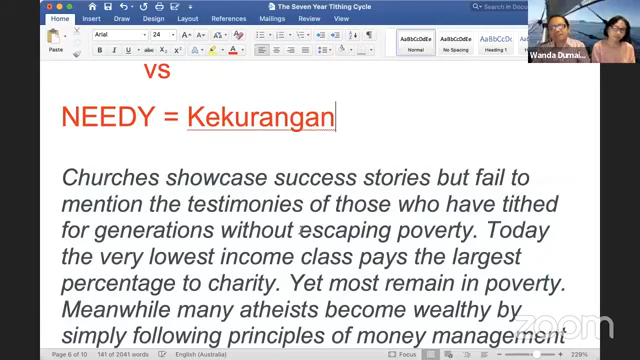 The Seven Year Tithing Cycle
Insert Draw Design Layout References Mailings Review View
Paste
Arial 24
AaBbCcDdEe AaBbCcDdEe AaBbCcDd AaBbCcDdEe
Normal No Spacing Heading 1
Wanda Dumai...
vs
NEEDY = Kekurangan
Churches showcase success stories but fail to
mention the testimonies of those who have tithed
for generations without escaping poverty. Today
the very lowest income class pays the largest
percentage to charity. Yet most remain in poverty.
Meanwhile many atheists become wealthy by
simply following principles of money management
zoom
Page 6 of 10 141 of 2041 words English (Australia) Focus 229%